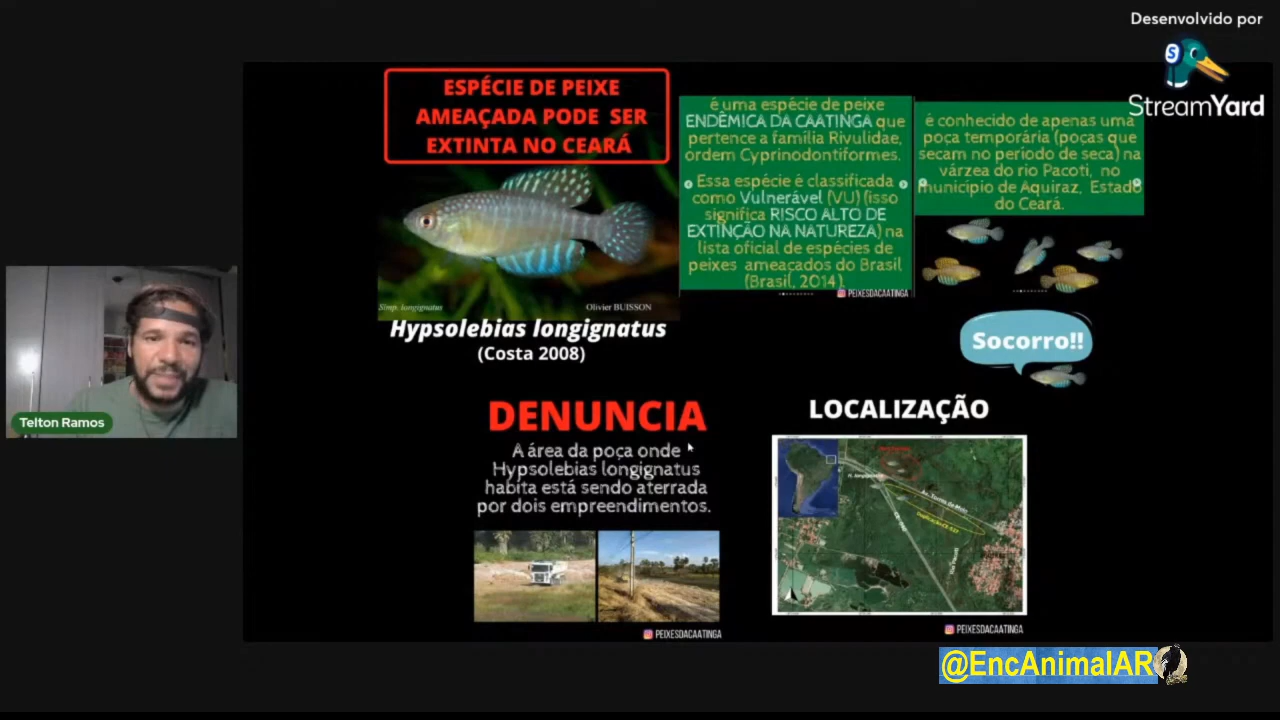 Desenvolvido por
StreamYard
ESPÉCIE DE PEIXE
AMEAÇADA PODE SER
EXTINTA NO CEARÁ
Simp. longignatus
Olivier BUISSON
Hypsolebias longignatus
(Costa 2008)
é uma espécie de peixe
ENDÊMICA DA CAATINGA que
pertence a família Rivulidae,
ordem Cyprinodontiformes.
Essa espécie é classificada
como Vulnerável (VU) (isso
significa RISCO ALTO DE
EXTINÇÃO NA NATUREZA) na
lista oficial de espécies de
peixes ameaçados do Brasil
(Brasil, 2014)
PEIXESDACAATINGA
é conhecido de apenas uma
poça temporária (poças que
secam no período de seca) na
várzea do rio Pacoti, no
município de Aquiraz, Estado
do Ceará.
Socorro!!
Telton Ramos
DENUNCIA
A área da poça onde
Hypsolebias longignatus
habita está sendo aterrada
por dois empreendimentos.
PEIXESDACAATINGA
LOCALIZAÇÃO
PEIXESDACAATINGA
@EncAnimalAR